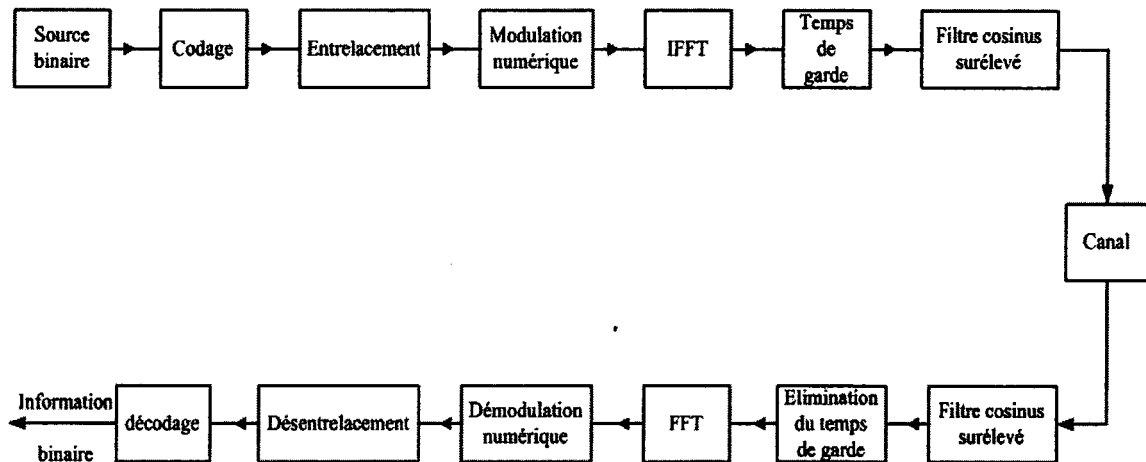 Source
binaire
Codage
Entrelacement
Modulation
numérique
IFFT
Temps
de
garde
Filtre cosinus
surélevé
Canal
Information
binaire
décodage
Désentrelacement
Démodulation
numérique
FFT
Elimination
du temps
de garde
Filtre cosinus
surélevé